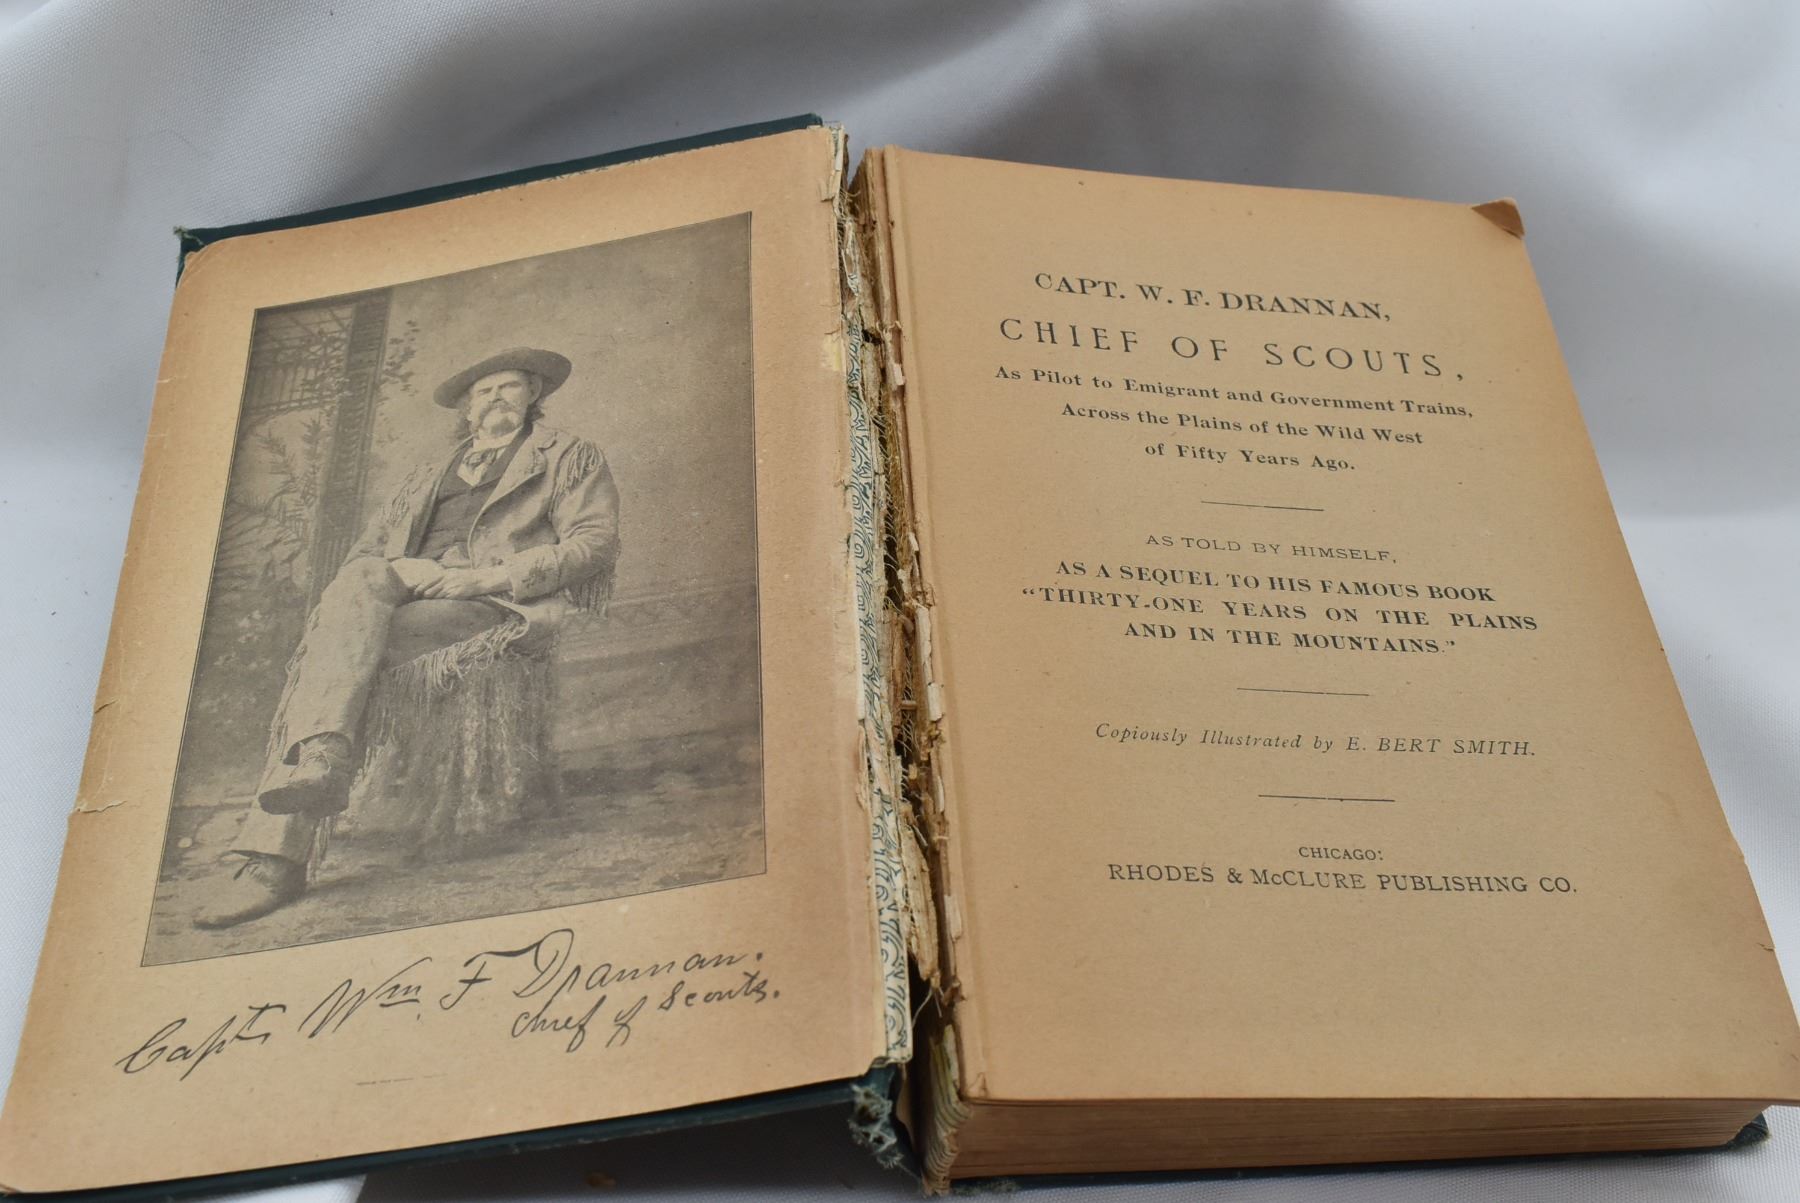 Capt. Wm. F. Drannan.
Chief of Scouts.
CAPT. W. F. DRANNAN,
CHIEF OF SCOUTS,
As Pilot to Emigrant and Government Trains,
Across the Plains of the Wild West
of Fifty Years Ago.
AS TOLD BY HIMSELF,
AS A SEQUEL TO HIS FAMOUS BOOK
"THIRTY-ONE YEARS ON THE PLAINS
AND IN THE MOUNTAINS."
Copiously Illustrated by E. BERT SMITH.
CHICAGO:
RHODES & McCLURE PUBLISHING CO.